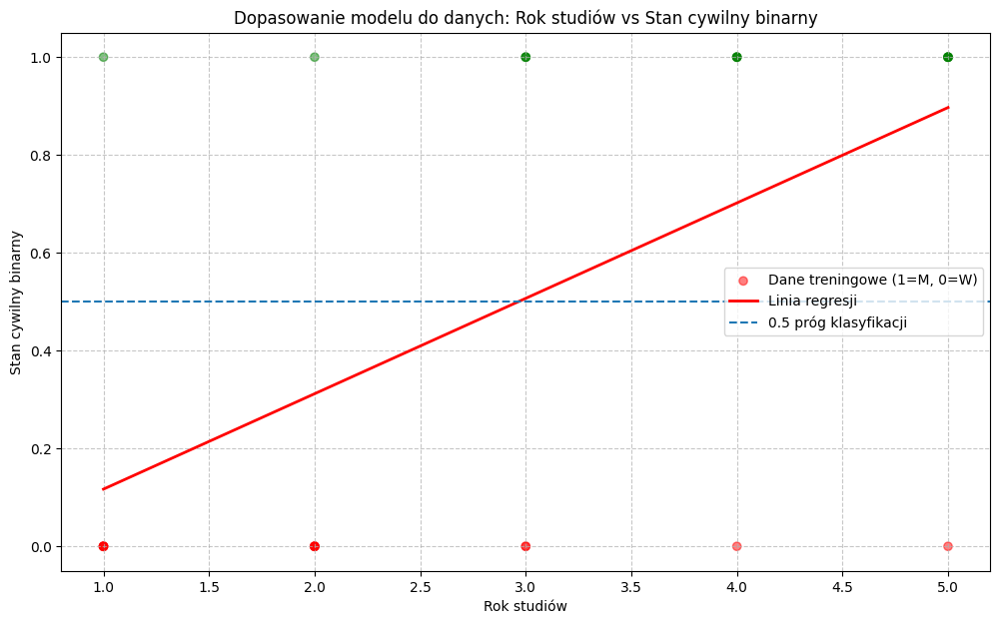 Dopasowanie modelu do danych: Rok studiów vs Stan cywilny binarny
Stan cywilny binarny
1.0
0.8
0.6
0.4
0.2
0.0
Dane treningowe (1=M, 0=W)
Linia regresji
0.5 próg klasyfikacji
1.0 1.5 2.0 2.5 3.0 3.5 4.0 4.5 5.0
Rok studiów